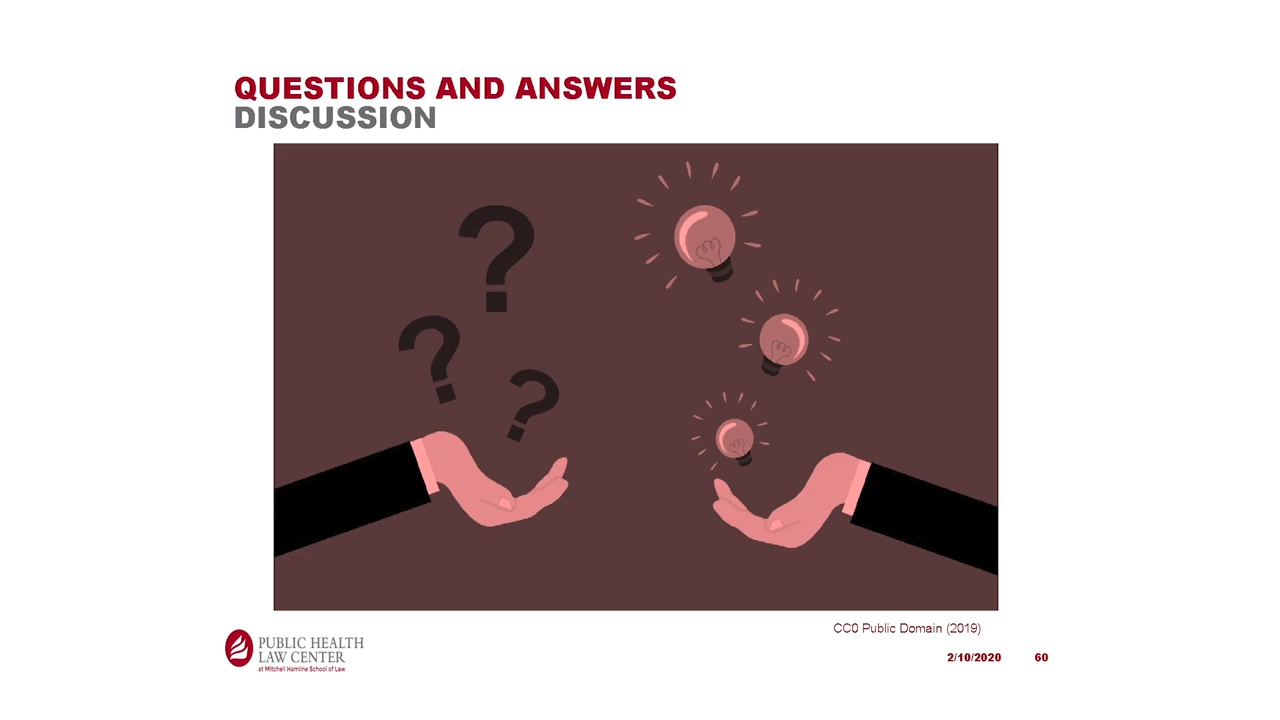 QUESTIONS AND ANSWERS
DISCUSSION
?
?
?
CC0 Public Domain (2019)
PUBLIC HEALTH
LAW CENTER
at Mitchell Hamline School of Law
2/10/2020 60